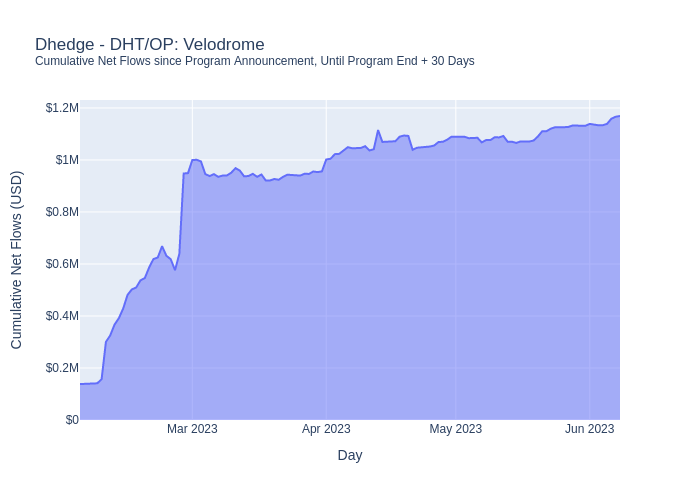 Dhedge - DHT/OP: Velodrome
Cumulative Net Flows since Program Announcement, Until Program End + 30 Days
Cumulative Net Flows (USD)
$1.2M
$1M
$0.8M
$0.6M
$0.4M
$0.2M
$0
Mar 2023
Apr 2023
May 2023
Jun 2023
Day